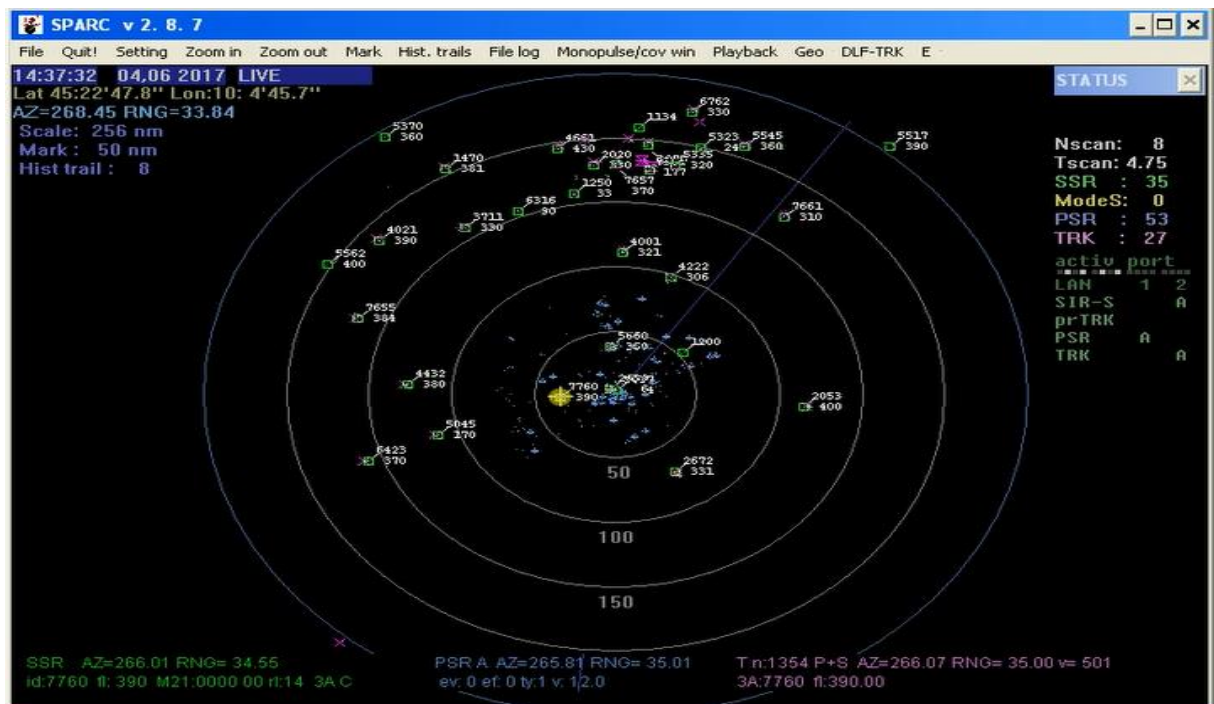 SPARC v 2. 8. 7
File Quit! Setting Zoom in Zoom out Mark Hist. trails File log Monopulse/cov win Playback Geo DLF-TRK E
14:37:32 04,06 2017 LIVE
Lat 45:22'47.8" Lon:10: 4'45.7"
AZ=268.45 RNG=33.84
Scale: 256 nm
Mark : 50 nm
Hist trail : 8
STATUS
Nscan: 8
Tscan: 4.75
SSR : 35
ModeS: 0
PSR : 53
TRK : 27
activ port
LAN 1 2
SIR-S A
prTRK
PSR A
TRK A
6762
330
1134
5370
360
4661
430
5323
24
5545
360
5517
390
1470
381
2020
330
5335
320
177
7657
370
1250
33
6316
90
7661
310
3711
330
4021
390
4001
321
5562
400
4222
306
7655
384
5660
360
1200
4432
380
7760
390
64
2053
400
5045
170
6423
370
2672
331
50
100
150
SSR AZ=266.01 RNG= 34.55
id:7760 fl: 390 M21:0000 00 rl:14 3A C
PSR A AZ=265.81 RNG= 35.01
ev: 0 ef: 0 ty:1 v: 12.0
T n:1354 P+S AZ=266.07 RNG= 35.00 v= 501
3A:7760 fl:390.00